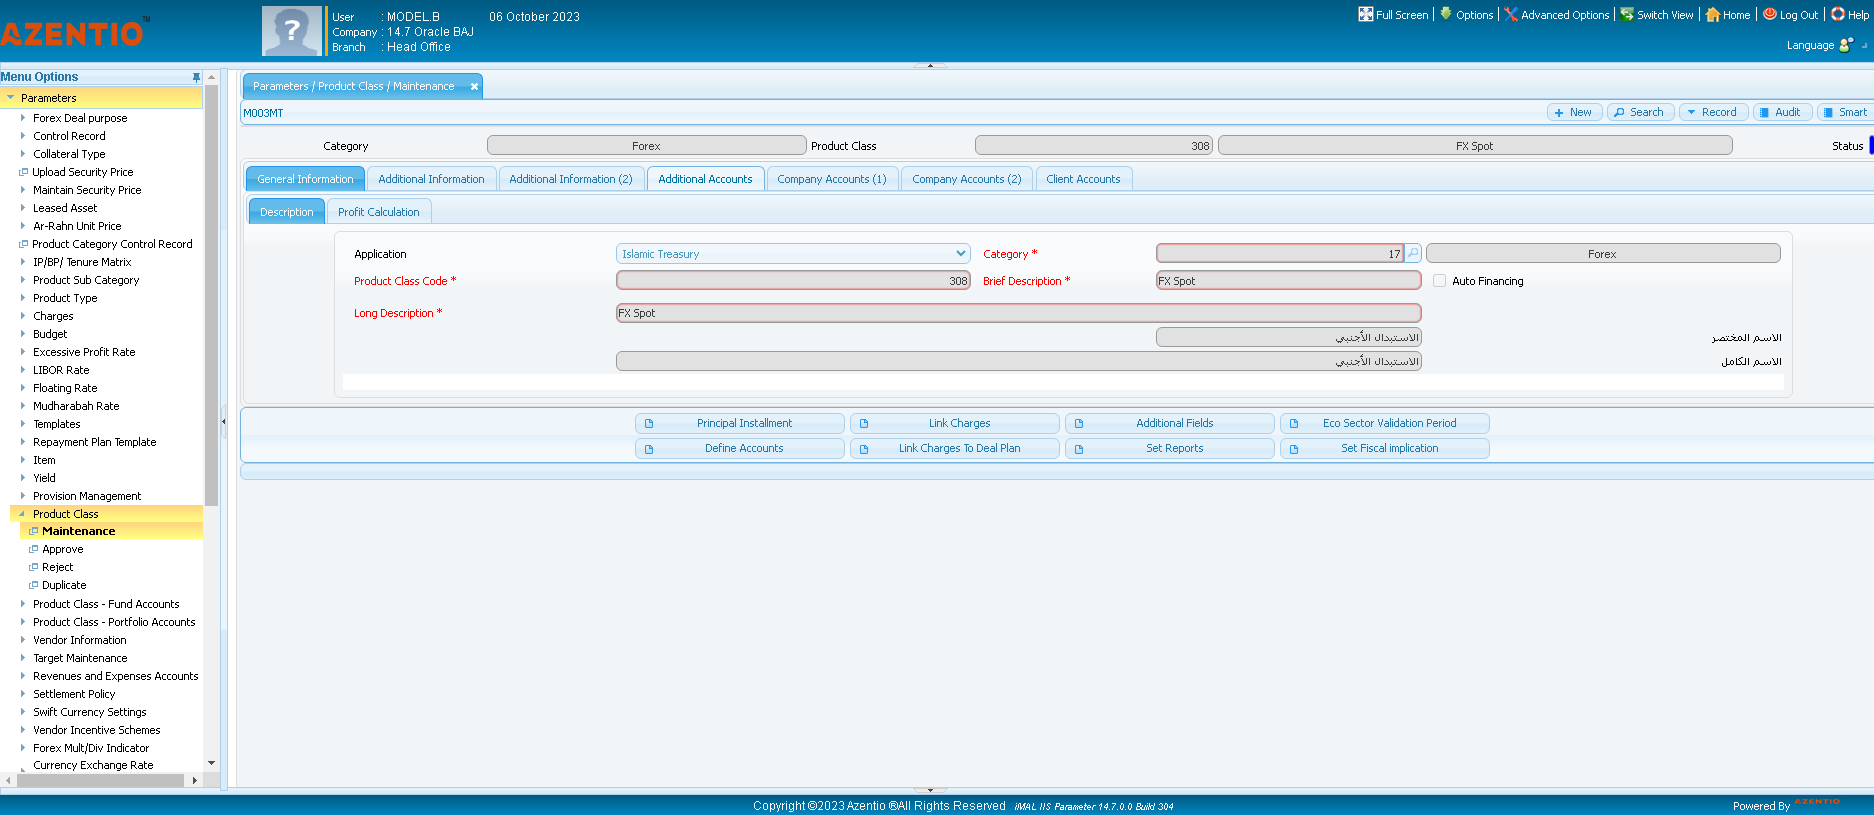 AZENTIO™
User : MODEL.B 06 October 2023
Company : 14.7 Oracle BAJ
Branch : Head Office
Full Screen Options Advanced Options Switch View Home Log Out Help
Language
Menu Options
Parameters
Forex Deal purpose
Control Record
Collateral Type
Upload Security Price
Maintain Security Price
Leased Asset
Ar-Rahn Unit Price
Product Category Control Record
IP/BP/ Tenure Matrix
Product Sub Category
Product Type
Charges
Budget
Excessive Profit Rate
LIBOR Rate
Floating Rate
Mudharabah Rate
Templates
Repayment Plan Template
Item
Yield
Provision Management
Product Class
Maintenance
Approve
Reject
Duplicate
Product Class - Fund Accounts
Product Class - Portfolio Accounts
Vendor Information
Target Maintenance
Revenues and Expenses Accounts
Settlement Policy
Swift Currency Settings
Vendor Incentive Schemes
Forex Mult/Div Indicator
Currency Exchange Rate
Parameters / Product Class / Maintenance
M003MT
New Search Record Audit Smart
Category Forex Product Class 308 FX Spot Status
General Information Additional Information Additional Information (2) Additional Accounts Company Accounts (1) Company Accounts (2) Client Accounts
Description Profit Calculation
Application Islamic Treasury Category * 17 Forex
Product Class Code * 308 Brief Description * FX Spot Auto Financing
Long Description * FX Spot
الاستبدال الأجنبي الاسم المختصر
الاستبدال الأجنبي الاسم الكامل
Principal Installment Link Charges Additional Fields Eco Sector Validation Period
Define Accounts Link Charges To Deal Plan Set Reports Set Fiscal implication
Copyright ©2023 Azentio ®All Rights Reserved iMAL IIS Parameter 14.7.0.0 Build 304
Powered By AZENTIO